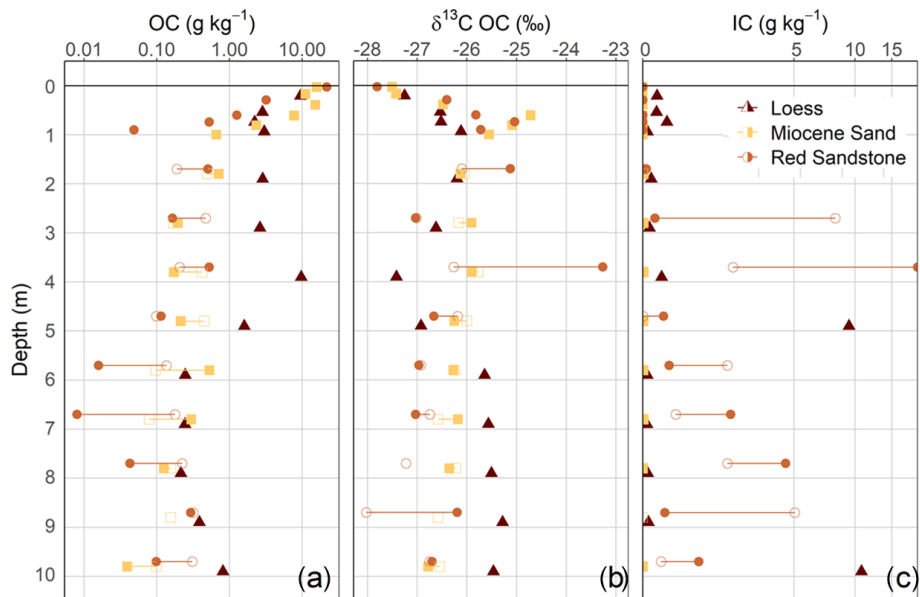 OC (g kg⁻¹)
δ¹³C OC (‰)
IC (g kg⁻¹)
0.01 0.10 1.00 10.00
-28 -27 -26 -25 -24 -23
0 5 10 15
Depth (m)
0
1
2
3
4
5
6
7
8
9
10
Loess
Miocene Sand
Red Sandstone
(a)
(b)
(c)